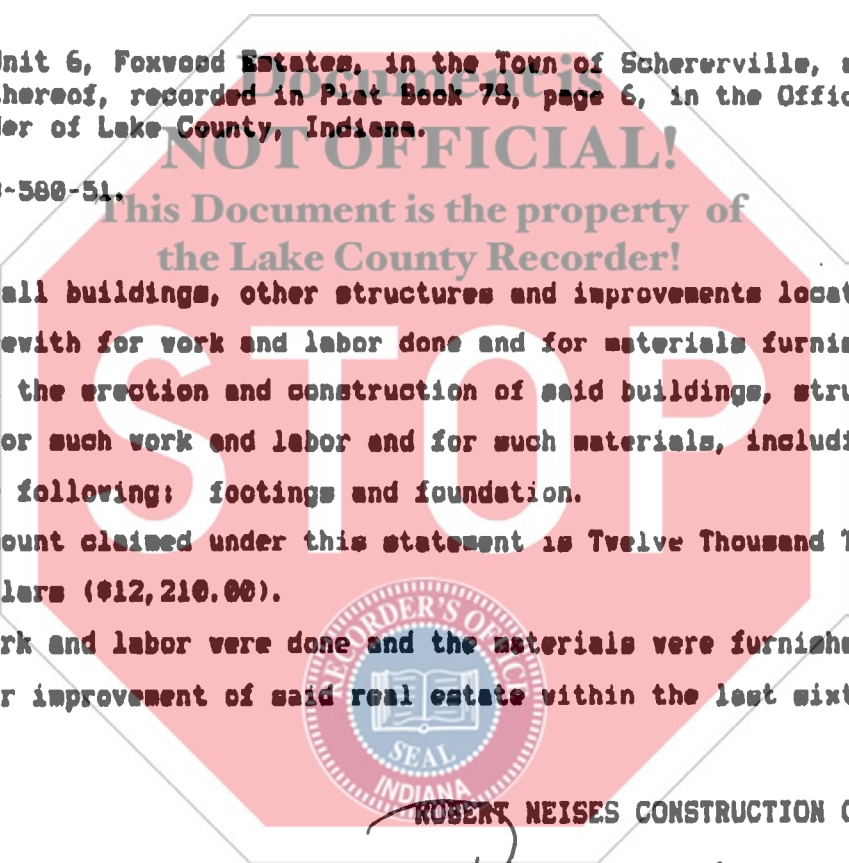 Unit 6, Foxwood Estates, in the Town of Schererville,
thereof, recorded in Plat Book 75, page 6, in the Offic
der of Lake County, Indiana.
-580-51.
Document is
NOT OFFICIAL!
This Document is the property of
the Lake County Recorder!
all buildings, other structures and improvements locat
ewith for work and labor done and for materials furnis
the erection and construction of said buildings, stru
or such work and labor and for such materials, includi
following: footings and foundation.
ount claimed under this statement is Twelve Thousand T
lars ($12,210.00).
rk and labor were done and the materials were furnishe
r improvement of said real estate within the last sixt
STOP
RECORDER'S OFFICE
SEAL
INDIANA
ROBERT NEISES CONSTRUCTION C